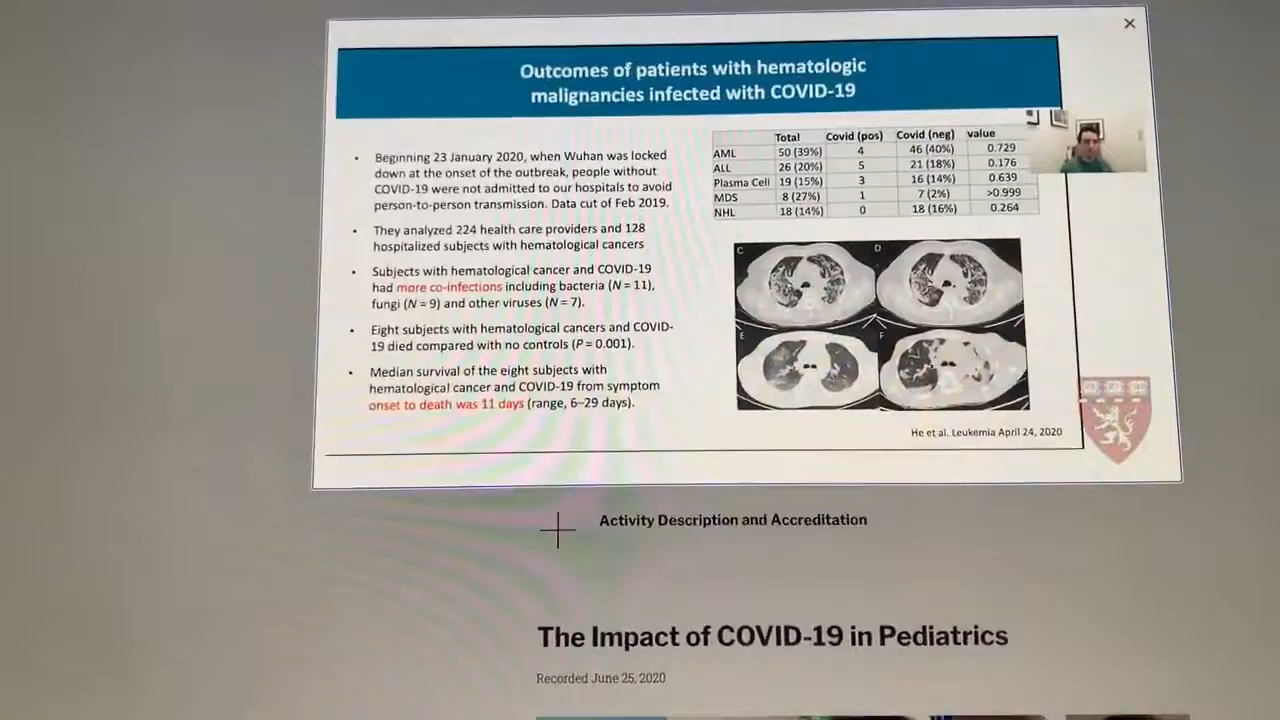 Outcomes of patients with hematologic
malignancies infected with COVID-19
• Beginning 23 January 2020, when Wuhan was locked
down at the onset of the outbreak, people without
COVID-19 were not admitted to our hospitals to avoid
person-to-person transmission. Data cut of Feb 2019.
• They analyzed 224 health care providers and 128
hospitalized subjects with hematological cancers
• Subjects with hematological cancer and COVID-19
had more co-infections including bacteria (N = 11),
fungi (N = 9) and other viruses (N = 7).
• Eight subjects with hematological cancers and COVID-
19 died compared with no controls (P = 0.001).
• Median survival of the eight subjects with
hematological cancer and COVID-19 from symptom
onset to death was 11 days (range, 6–29 days).
Total Covid (pos) Covid (neg) value
AML 50 (39%) 4 46 (40%) 0.729
ALL 26 (20%) 5 21 (18%) 0.176
Plasma Cell 19 (15%) 3 16 (14%) 0.639
MDS 8 (27%) 1 7 (2%) >0.999
NHL 18 (14%) 0 18 (16%) 0.264
C D
E F
He et al. Leukemia April 24, 2020
Activity Description and Accreditation
The Impact of COVID-19 in Pediatrics
Recorded June 25, 2020